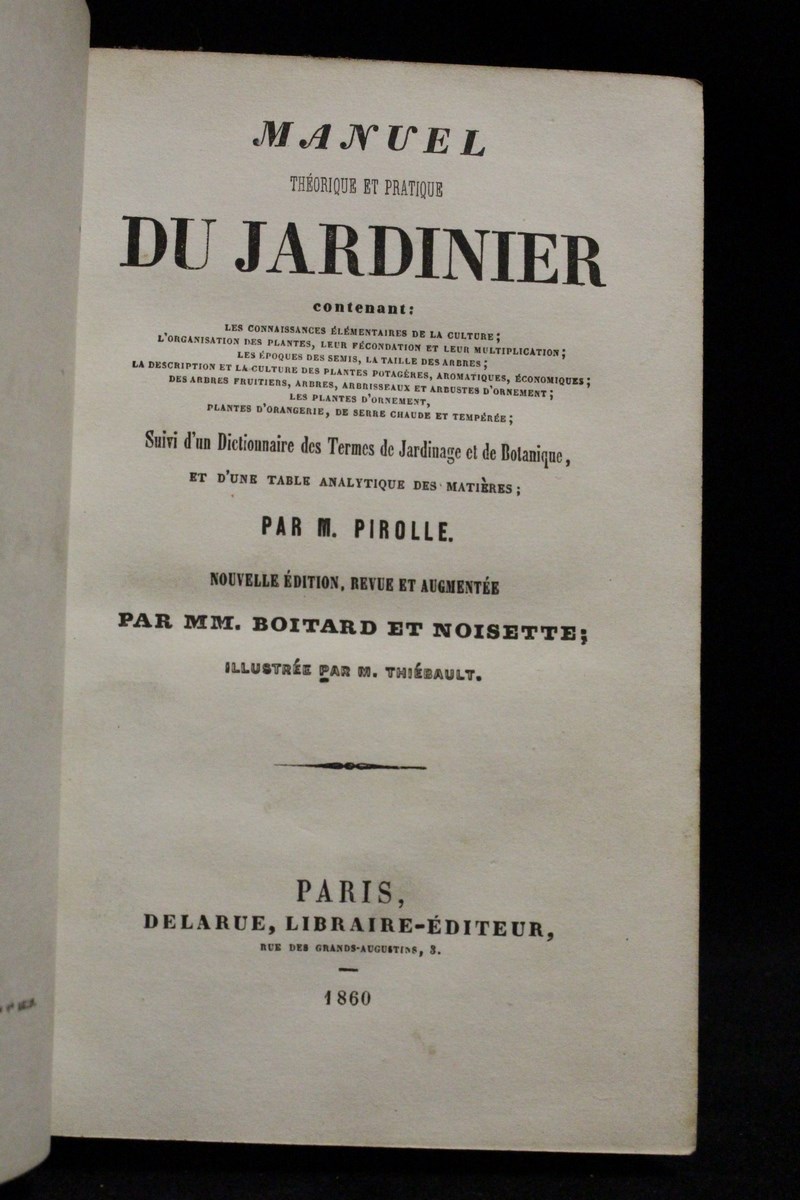 MANUEL
THÉORIQUE ET PRATIQUE
DU JARDINIER
contenant:
LES CONNAISSANCES ÉLÉMENTAIRES DE LA CULTURE;
L'ORGANISATION DES PLANTES, LEUR FÉCONDATION ET LEUR MULTIPLICATION;
LES ÉPOQUES DES SEMIS, LA TAILLE DES ARBRES;
LA DESCRIPTION ET LA CULTURE DES PLANTES POTAGÈRES, AROMATIQUES, ÉCONOMIQUES;
DES ARBRES FRUITIERS, ARBRES, ARBRISSEAUX ET ARBUSTES D'ORNEMENT;
LES PLANTES D'ORNEMENT,
PLANTES D'ORANGERIE, DE SERRE CHAUDE ET TEMPÉRÉE;
Suivi d'un Dictionnaire des Termes de Jardinage et de Botanique,
ET D'UNE TABLE ANALYTIQUE DES MATIÈRES;
PAR M. PIROLLE.
NOUVELLE ÉDITION, REVUE ET AUGMENTÉE
PAR MM. BOITARD ET NOISETTE;
ILLUSTRÉE PAR M. THIÉBAULT.
PARIS,
DELARUE, LIBRAIRE-ÉDITEUR,
RUE DES GRANDS-AUGUSTINS, 3.
1860